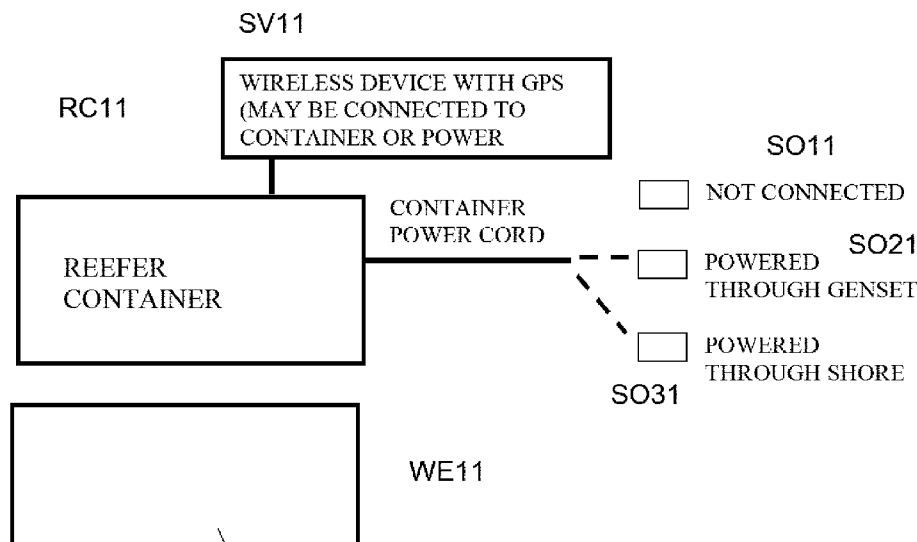 SV11
WIRELESS DEVICE WITH GPS
(MAY BE CONNECTED TO
CONTAINER OR POWER
RC11
SO11
NOT CONNECTED
CONTAINER
POWER CORD
SO21
REEFER
CONTAINER
POWERED
THROUGH GENSET
POWERED
THROUGH SHORE
SO31
WE11